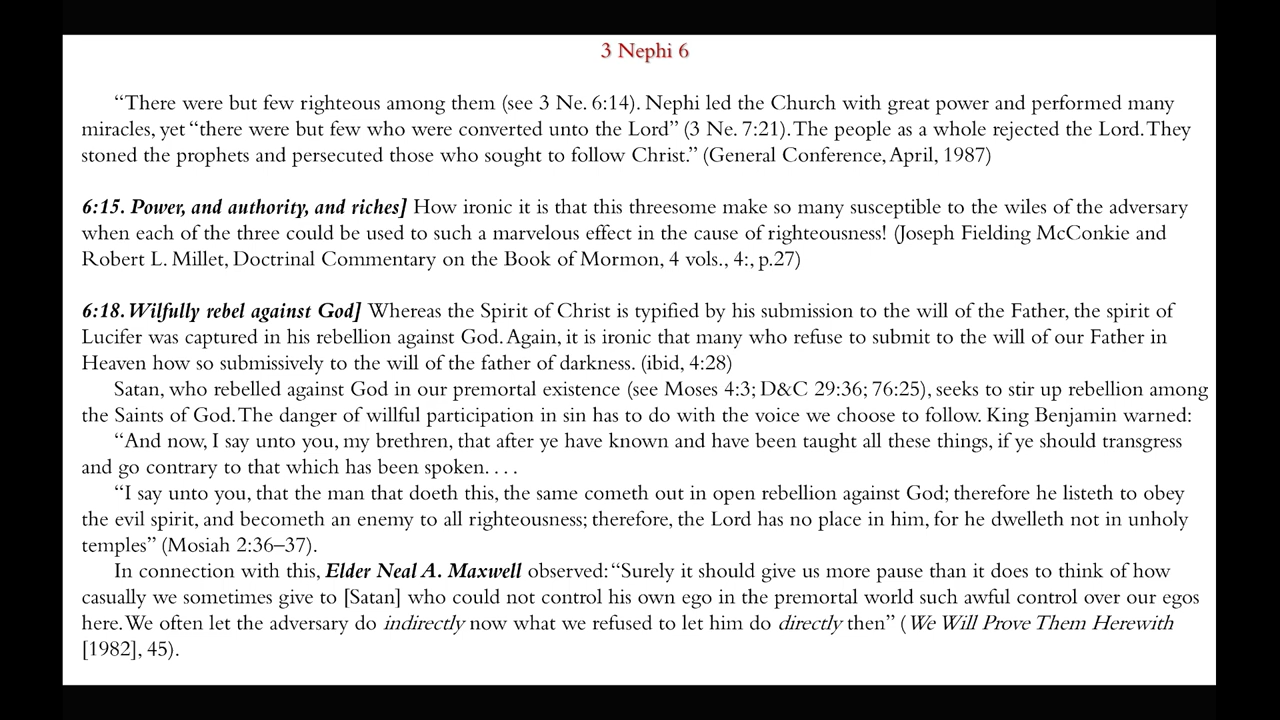 3 Nephi 6
“There were but few righteous among them (see 3 Ne. 6:14). Nephi led the Church with great power and performed many
miracles, yet “there were but few who were converted unto the Lord” (3 Ne. 7:21). The people as a whole rejected the Lord. They
stoned the prophets and persecuted those who sought to follow Christ.” (General Conference, April, 1987)
6:15. Power, and authority, and riches] How ironic it is that this threesome make so many susceptible to the wiles of the adversary
when each of the three could be used to such a marvelous effect in the cause of righteousness! (Joseph Fielding McConkie and
Robert L. Millet, Doctrinal Commentary on the Book of Mormon, 4 vols., 4:, p.27)
6:18. Wilfully rebel against God] Whereas the Spirit of Christ is typified by his submission to the will of the Father, the spirit of
Lucifer was captured in his rebellion against God. Again, it is ironic that many who refuse to submit to the will of our Father in
Heaven how so submissively to the will of the father of darkness. (ibid, 4:28)
Satan, who rebelled against God in our premortal existence (see Moses 4:3; D&C 29:36; 76:25), seeks to stir up rebellion among
the Saints of God. The danger of willful participation in sin has to do with the voice we choose to follow. King Benjamin warned:
“And now, I say unto you, my brethren, that after ye have known and have been taught all these things, if ye should transgress
and go contrary to that which has been spoken. . . .
“I say unto you, that the man that doeth this, the same cometh out in open rebellion against God; therefore he listeth to obey
the evil spirit, and becometh an enemy to all righteousness; therefore, the Lord has no place in him, for he dwelleth not in unholy
temples” (Mosiah 2:36–37).
In connection with this, Elder Neal A. Maxwell observed: “Surely it should give us more pause than it does to think of how
casually we sometimes give to [Satan] who could not control his own ego in the premortal world such awful control over our egos
here. We often let the adversary do indirectly now what we refused to let him do directly then” (We Will Prove Them Herewith
[1982], 45).